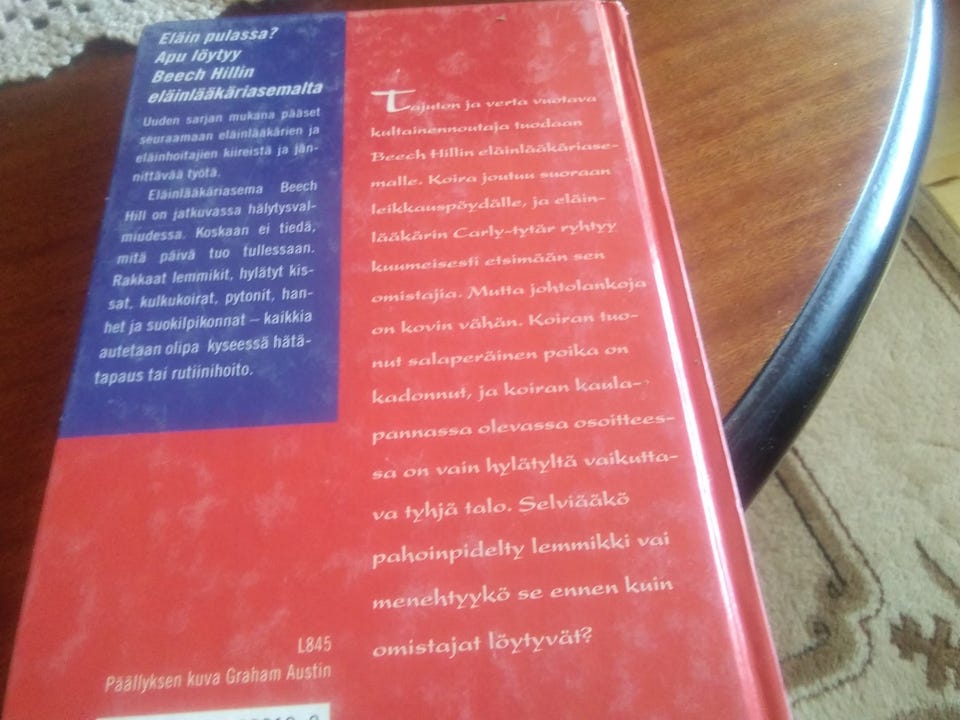 Eläin pulassa?
Apu löytyy
Beech Hillin
eläinlääkäriasemalta
Uuden sarjan mukana pääset
seuraamaan eläinlääkärien ja
eläinhoitajien kiireistä ja jän-
nittävää työtä.
Eläinlääkäriasema Beech
Hill on jatkuvassa hälytysval-
miudessa. Koskaan ei tiedä,
mitä päivä tuo tullessaan.
Rakkaat lemmikit, hylätyt kis-
sat, kulkukoirat, pytonit, han-
het ja suokilpikonnat – kaikkia
autetaan olipa kyseessä hätä-
tapaus tai rutiinihoito.
Tajuton ja verta vuotava
kultainennoutaja tuodaan
Beech Hillin eläinlääkäriase-
malle. Koira joutuu suoraan
leikkauspöydälle, ja eläin-
lääkärin Carly-tytär ryhtyy
kuumeisesti etsimään sen
omistajia. Mutta johtolankoja
on kovin vähän. Koiran tuo-
nut salaperäinen poika on
kadonnut, ja koiran kaula-
pannassa olevassa osoittees-
sa on vain hylätyltä vaikutta-
va tyhjä talo. Selviääkö
pahoinpidelty lemmikki vai
menehtyykö se ennen kuin
omistajat löytyvät?
L845
Päällyksen kuva Graham Austin